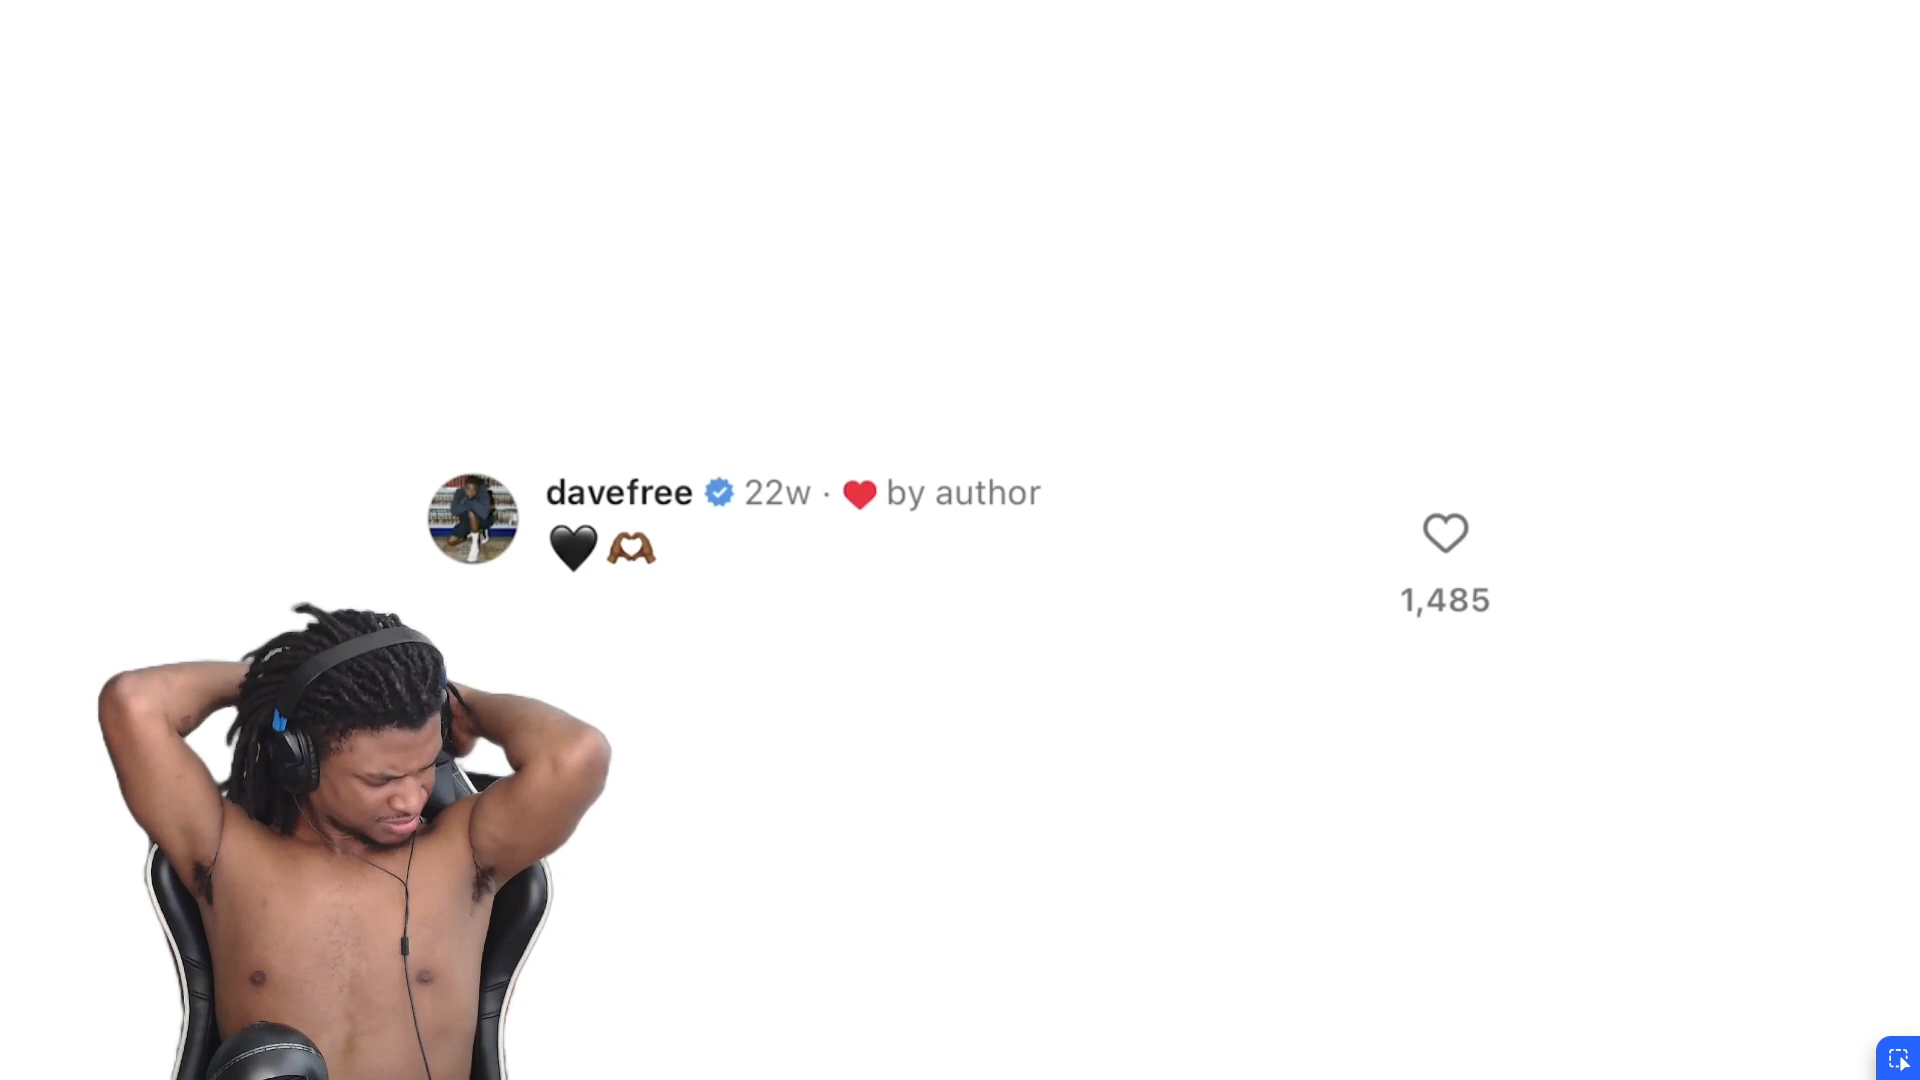 davefree 22w · ❤️ by author
🖤 🫶🏾
1,485